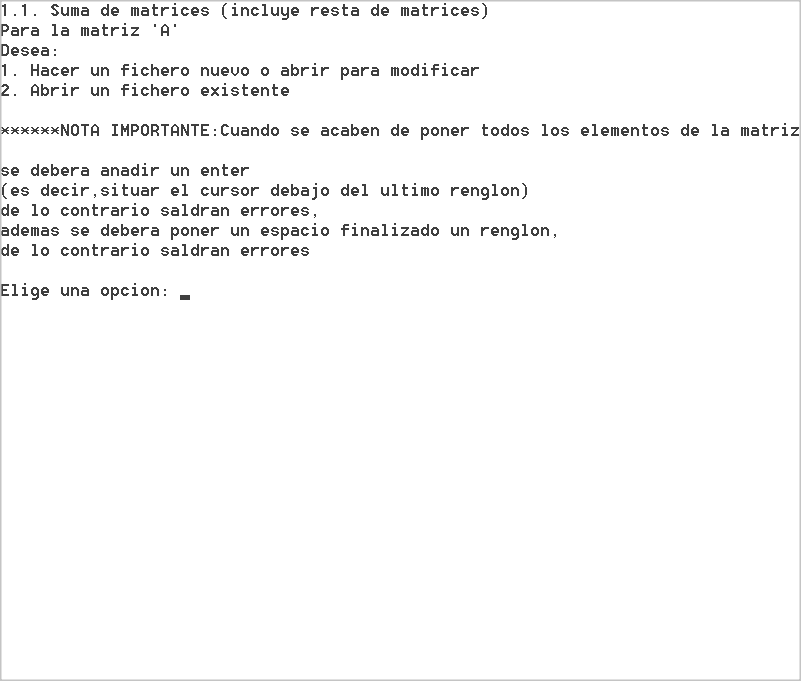 1.1. Suma de matrices (incluye resta de matrices)
Para la matriz 'A'
Desea:
1. Hacer un fichero nuevo o abrir para modificar
2. Abrir un fichero existente
******NOTA IMPORTANTE:Cuando se acaben de poner todos los elementos de la matriz
se debera anadir un enter
(es decir,situar el cursor debajo del ultimo renglon)
de lo contrario saldran errores,
ademas se debera poner un espacio finalizado un renglon,
de lo contrario saldran errores
Elige una opcion: _